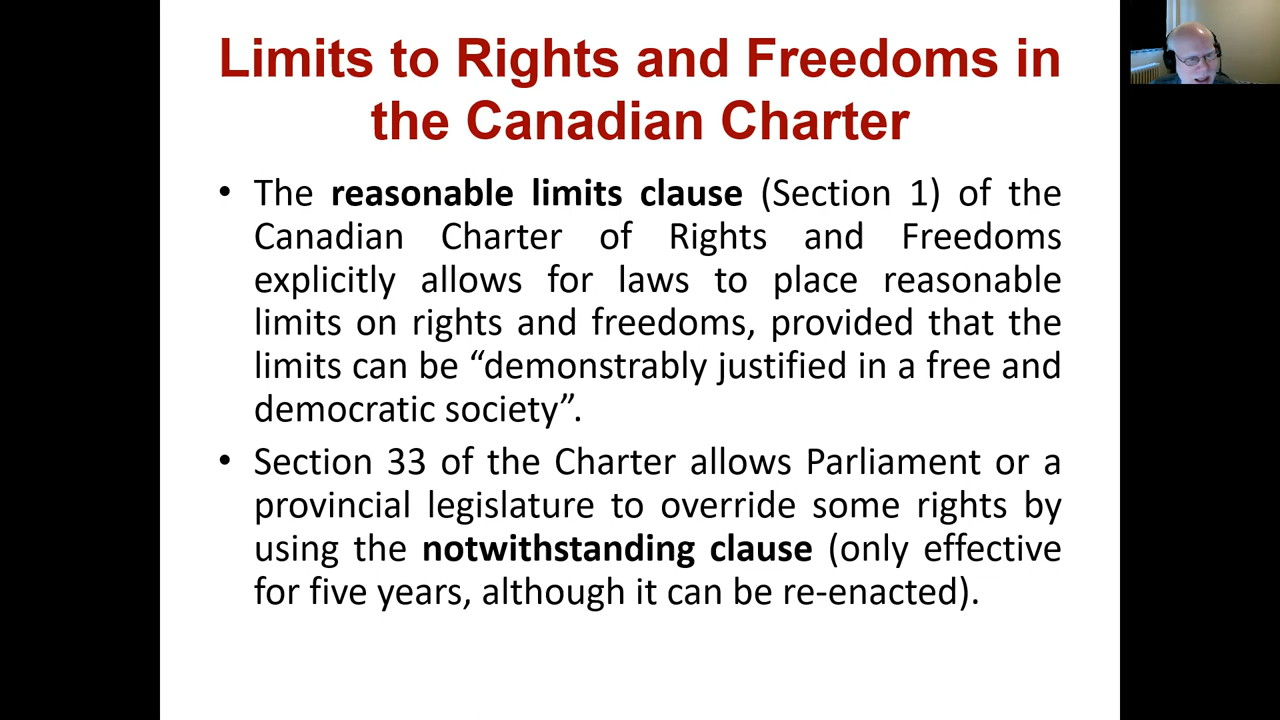 Limits to Rights and Freedoms in
the Canadian Charter
• The reasonable limits clause (Section 1) of the
Canadian Charter of Rights and Freedoms
explicitly allows for laws to place reasonable
limits on rights and freedoms, provided that the
limits can be “demonstrably justified in a free and
democratic society”.
• Section 33 of the Charter allows Parliament or a
provincial legislature to override some rights by
using the notwithstanding clause (only effective
for five years, although it can be re-enacted).